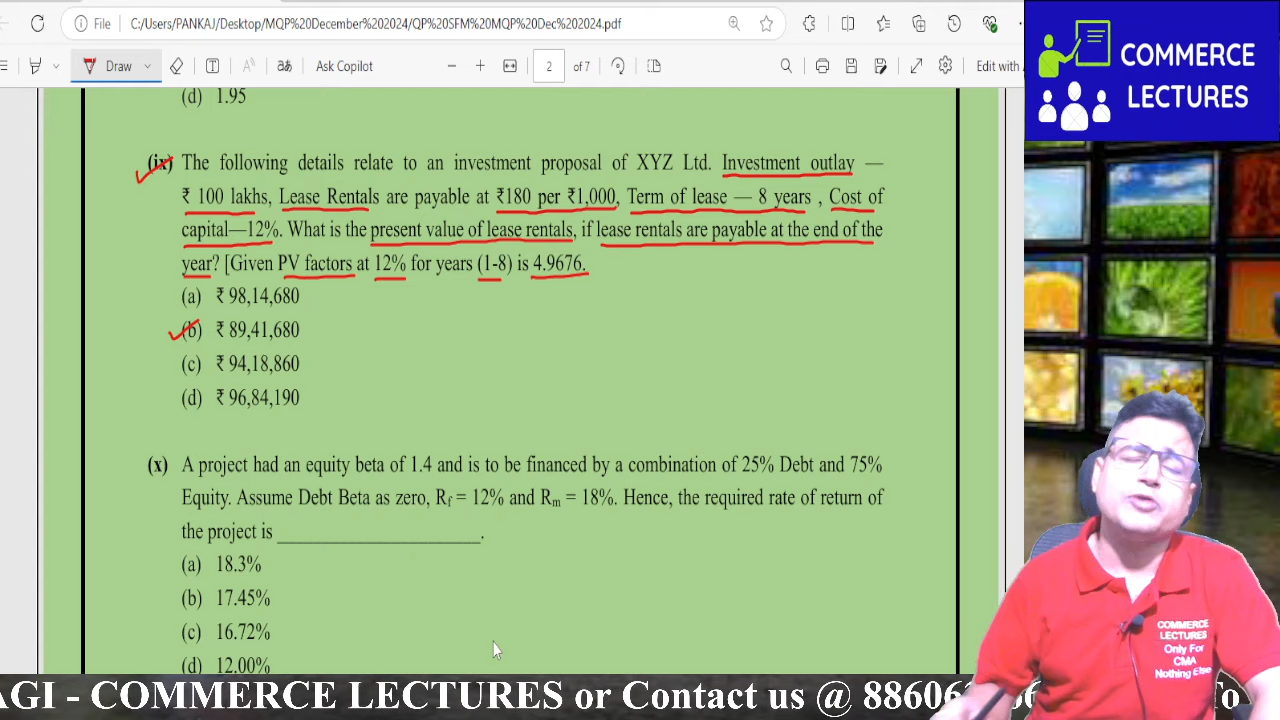 File C:/Users/PANKAJ/Desktop/MQP%20December%202024/QP%20SFM%20MQP%20Dec%202024.pdf
Draw Ask Copilot 2 of 7 Edit with
COMMERCE
LECTURES
(d) 1.95
(ix) The following details relate to an investment proposal of XYZ Ltd. Investment outlay —
₹ 100 lakhs, Lease Rentals are payable at ₹180 per ₹1,000, Term of lease — 8 years , Cost of
capital—12%. What is the present value of lease rentals, if lease rentals are payable at the end of the
year? [Given PV factors at 12% for years (1-8) is 4.9676.
(a) ₹ 98,14,680
(b) ₹ 89,41,680
(c) ₹ 94,18,860
(d) ₹ 96,84,190
(x) A project had an equity beta of 1.4 and is to be financed by a combination of 25% Debt and 75%
Equity. Assume Debt Beta as zero, Rf = 12% and Rm = 18%. Hence, the required rate of return of
the project is ______________________.
(a) 18.3%
(b) 17.45%
(c) 16.72%
(d) 12.00%
COMMERCE
LECTURES
Only For
CMA
Nothing Else
AGI - COMMERCE LECTURES or Contact us @ 88606 To